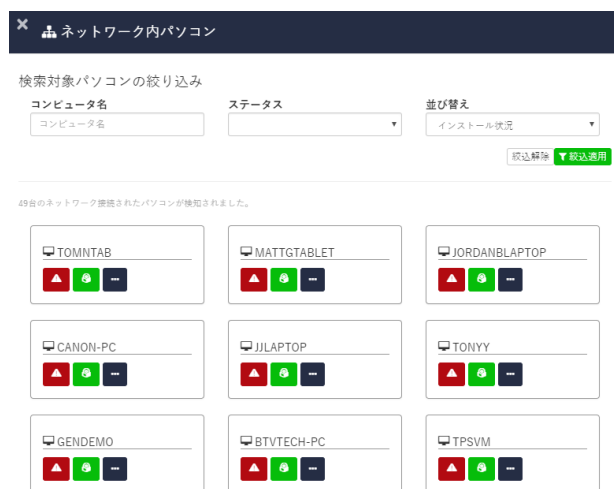 ネットワーク内パソコン
検索対象パソコンの絞り込み
コンピュータ名 ステータス 並び替え
コンピュータ名 インストール状況
絞込解除 絞込適用
49台のネットワーク接続されたパソコンが検知されました。
TOMNTAB MATTGTABLET JORDANBLAPTOP
CANON-PC JJLAPTOP TONYY
GENDEMO BTVTECH-PC TPSVM